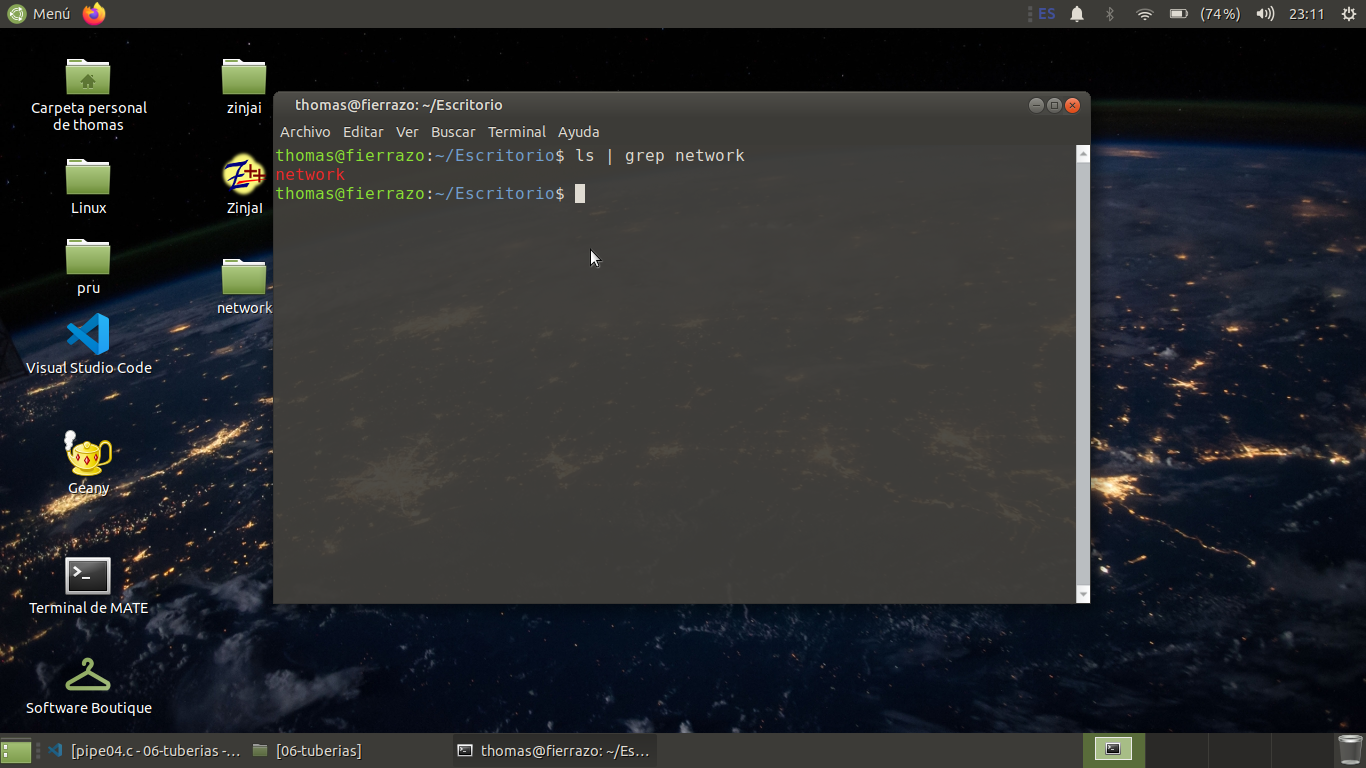 Menú
ES
(74%)
23:11
Carpeta personal
de thomas
zinjai
Linux
ZinjaI
pru
network
Visual Studio Code
Geany
Terminal de MATE
Software Boutique
thomas@fierrazo: ~/Escritorio
Archivo Editar Ver Buscar Terminal Ayuda
thomas@fierrazo:~/Escritorio$ ls | grep network
network
thomas@fierrazo:~/Escritorio$
[pipe04.c - 06-tuberias -...
[06-tuberias]
thomas@fierrazo: ~/Es...